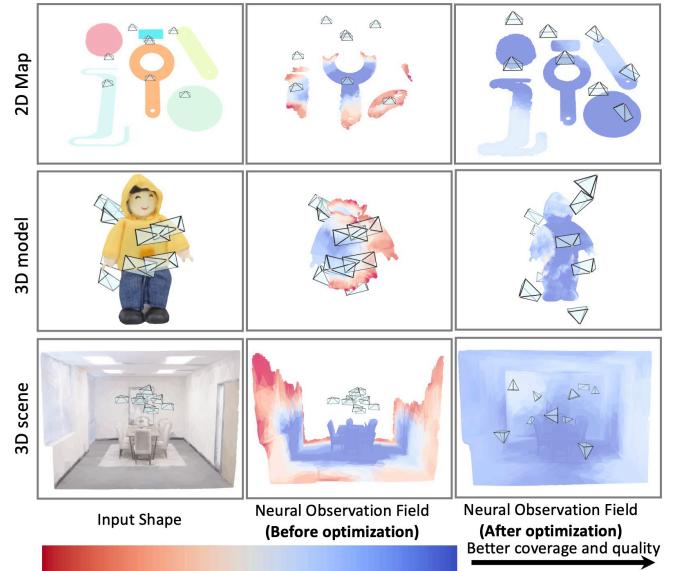 2D Map
3D model
3D scene
Input Shape
Neural Observation Field
(Before optimization)
Neural Observation Field
(After optimization)
Better coverage and quality